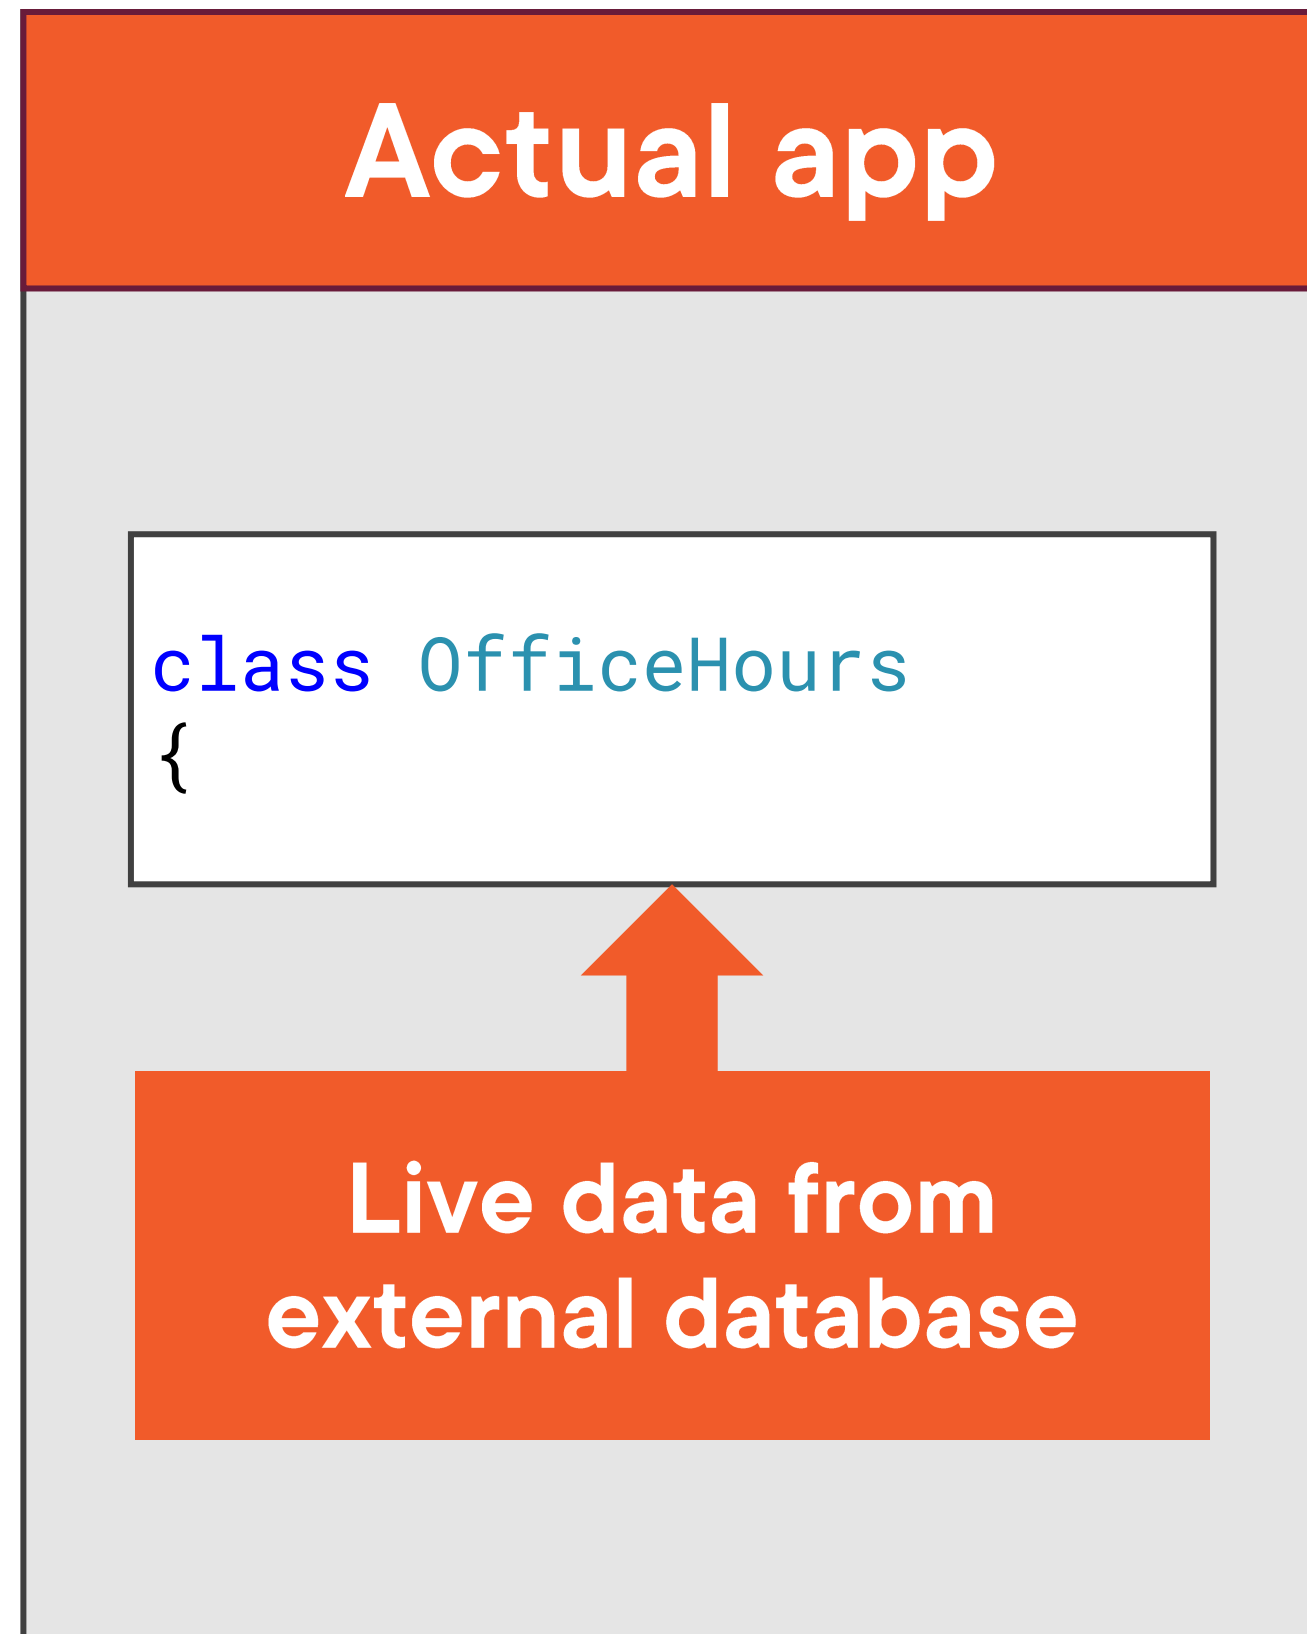 Actual app
class OfficeHours
{
Live data from
external database